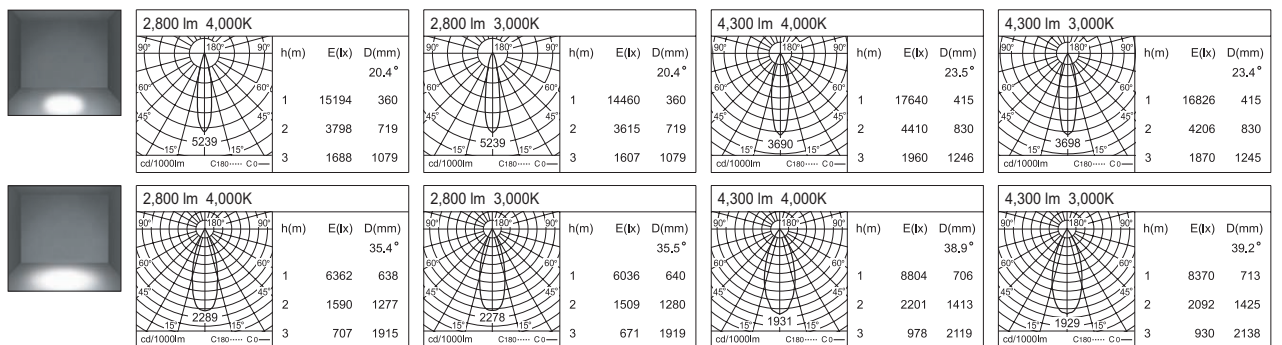 2,800 lm 4,000K
90° 180° 90°
60° 60°
45° 45°
5239
15° 15°
cd/1000lm C180 ····· C 0 —
h(m) E(lx) D(mm)
20.4°
1 15194 360
2 3798 719
3 1688 1079
2,800 lm 3,000K
90° 180° 90°
60° 60°
45° 45°
5239
15° 15°
cd/1000lm C180 ····· C 0 —
h(m) E(lx) D(mm)
20.4°
1 14460 360
2 3615 719
3 1607 1079
4,300 lm 4,000K
90° 180° 90°
60° 60°
45° 45°
3690
15° 15°
cd/1000lm C180 ····· C 0 —
h(m) E(lx) D(mm)
23.5°
1 17640 415
2 4410 830
3 1960 1246
4,300 lm 3,000K
90° 180° 90°
60° 60°
45° 45°
3698
15° 15°
cd/1000lm C180 ····· C 0 —
h(m) E(lx) D(mm)
23.4°
1 16826 415
2 4206 830
3 1870 1245
2,800 lm 4,000K
90° 180° 90°
60° 60°
45° 45°
2289
15° 15°
cd/1000lm C180 ····· C 0 —
h(m) E(lx) D(mm)
35.4°
1 6362 638
2 1590 1277
3 707 1915
2,800 lm 3,000K
90° 180° 90°
60° 60°
45° 45°
2278
15° 15°
cd/1000lm C180 ····· C 0 —
h(m) E(lx) D(mm)
35.5°
1 6036 640
2 1509 1280
3 671 1919
4,300 lm 4,000K
90° 180° 90°
60° 60°
45° 45°
1931
15° 15°
cd/1000lm C180 ····· C 0 —
h(m) E(lx) D(mm)
38.9°
1 8804 706
2 2201 1413
3 978 2119
4,300 lm 3,000K
90° 180° 90°
60° 60°
45° 45°
1929
15° 15°
cd/1000lm C180 ····· C 0 —
h(m) E(lx) D(mm)
39.2°
1 8370 713
2 2092 1425
3 930 2138